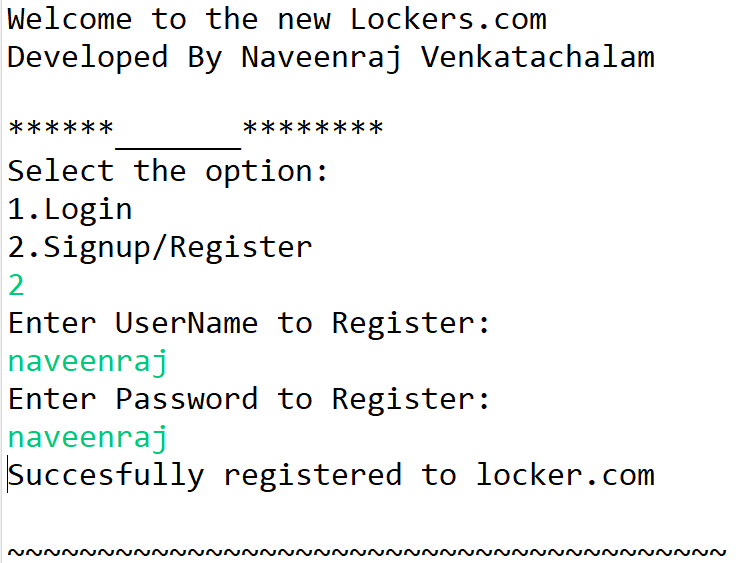 Welcome to the new Lockers.com
Developed By Naveenraj Venkatachalam
******_______********
Select the option:
1.Login
2.Signup/Register
2
Enter UserName to Register:
naveenraj
Enter Password to Register:
naveenraj
Succesfully registered to locker.com
~~~~~~~~~~~~~~~~~~~~~~~~~~~~~~~~~~~~~~~~